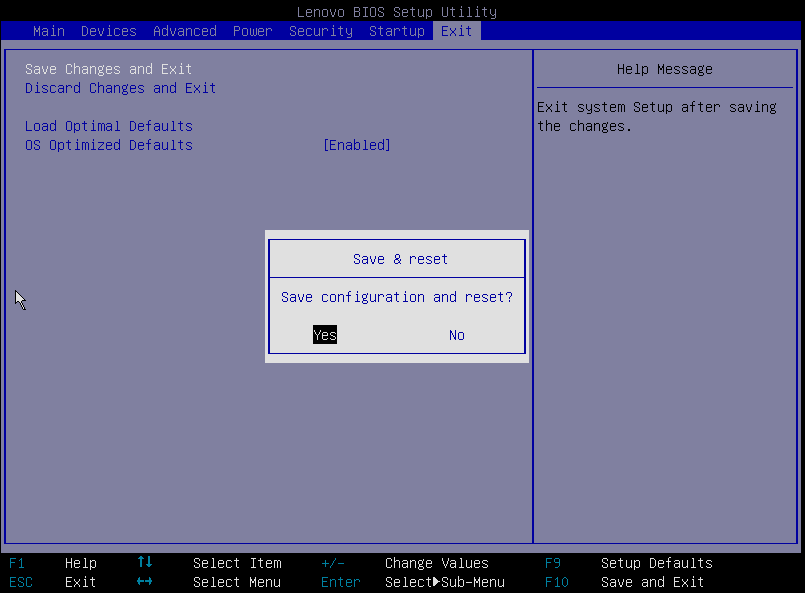 Lenovo BIOS Setup Utility
Main Devices Advanced Power Security Startup Exit
Save Changes and Exit
Discard Changes and Exit
Load Optimal Defaults
OS Optimized Defaults [Enabled]
Help Message
Exit system Setup after saving
the changes.
Save & reset
Save configuration and reset?
Yes No
F1 Help ↑↓ Select Item +/- Change Values F9 Setup Defaults
ESC Exit ←→ Select Menu Enter Select▶Sub-Menu F10 Save and Exit